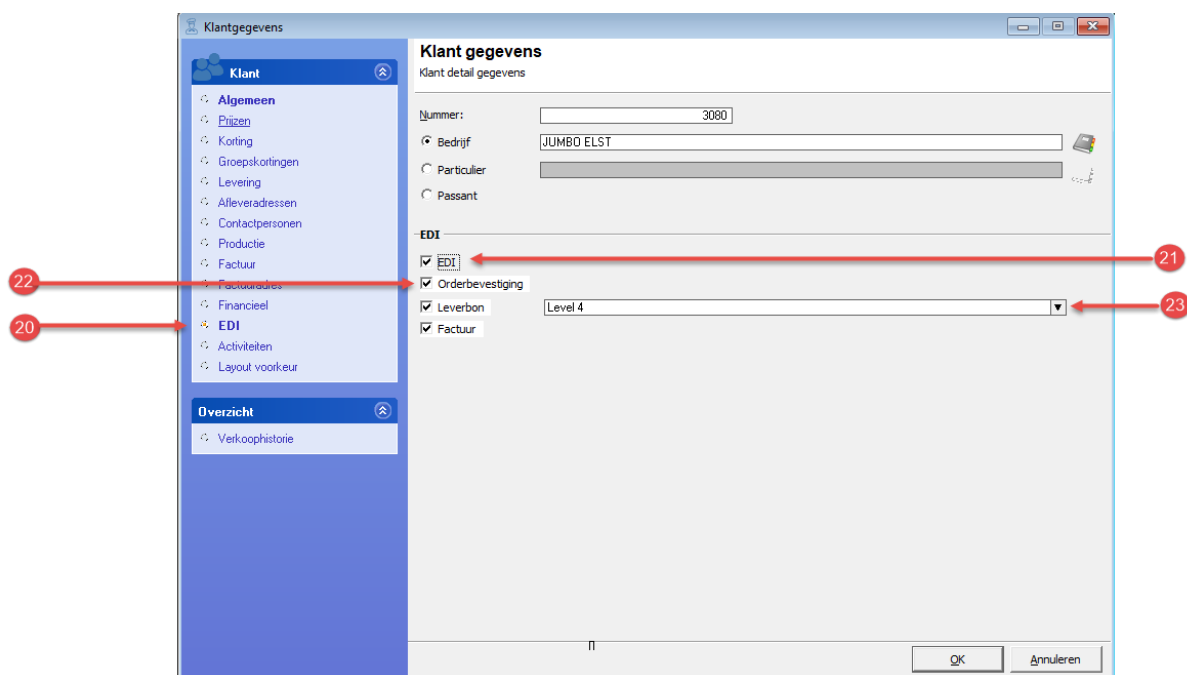 Klantgegevens
Klant
Algemeen
Prijzen
Korting
Groepskortingen
Levering
Afleveradressen
Contactpersonen
Productie
Factuur
Factuuradres
Financieel
EDI
Activiteiten
Layout voorkeur
Overzicht
Verkoophistorie
Klant gegevens
Klant detail gegevens
Nummer: 3080
Bedrijf JUMBO ELST
Particulier
Passant
EDI
EDI
Orderbevestiging
Leverbon Level 4
Factuur
OK Annuleren
22
20
21
23